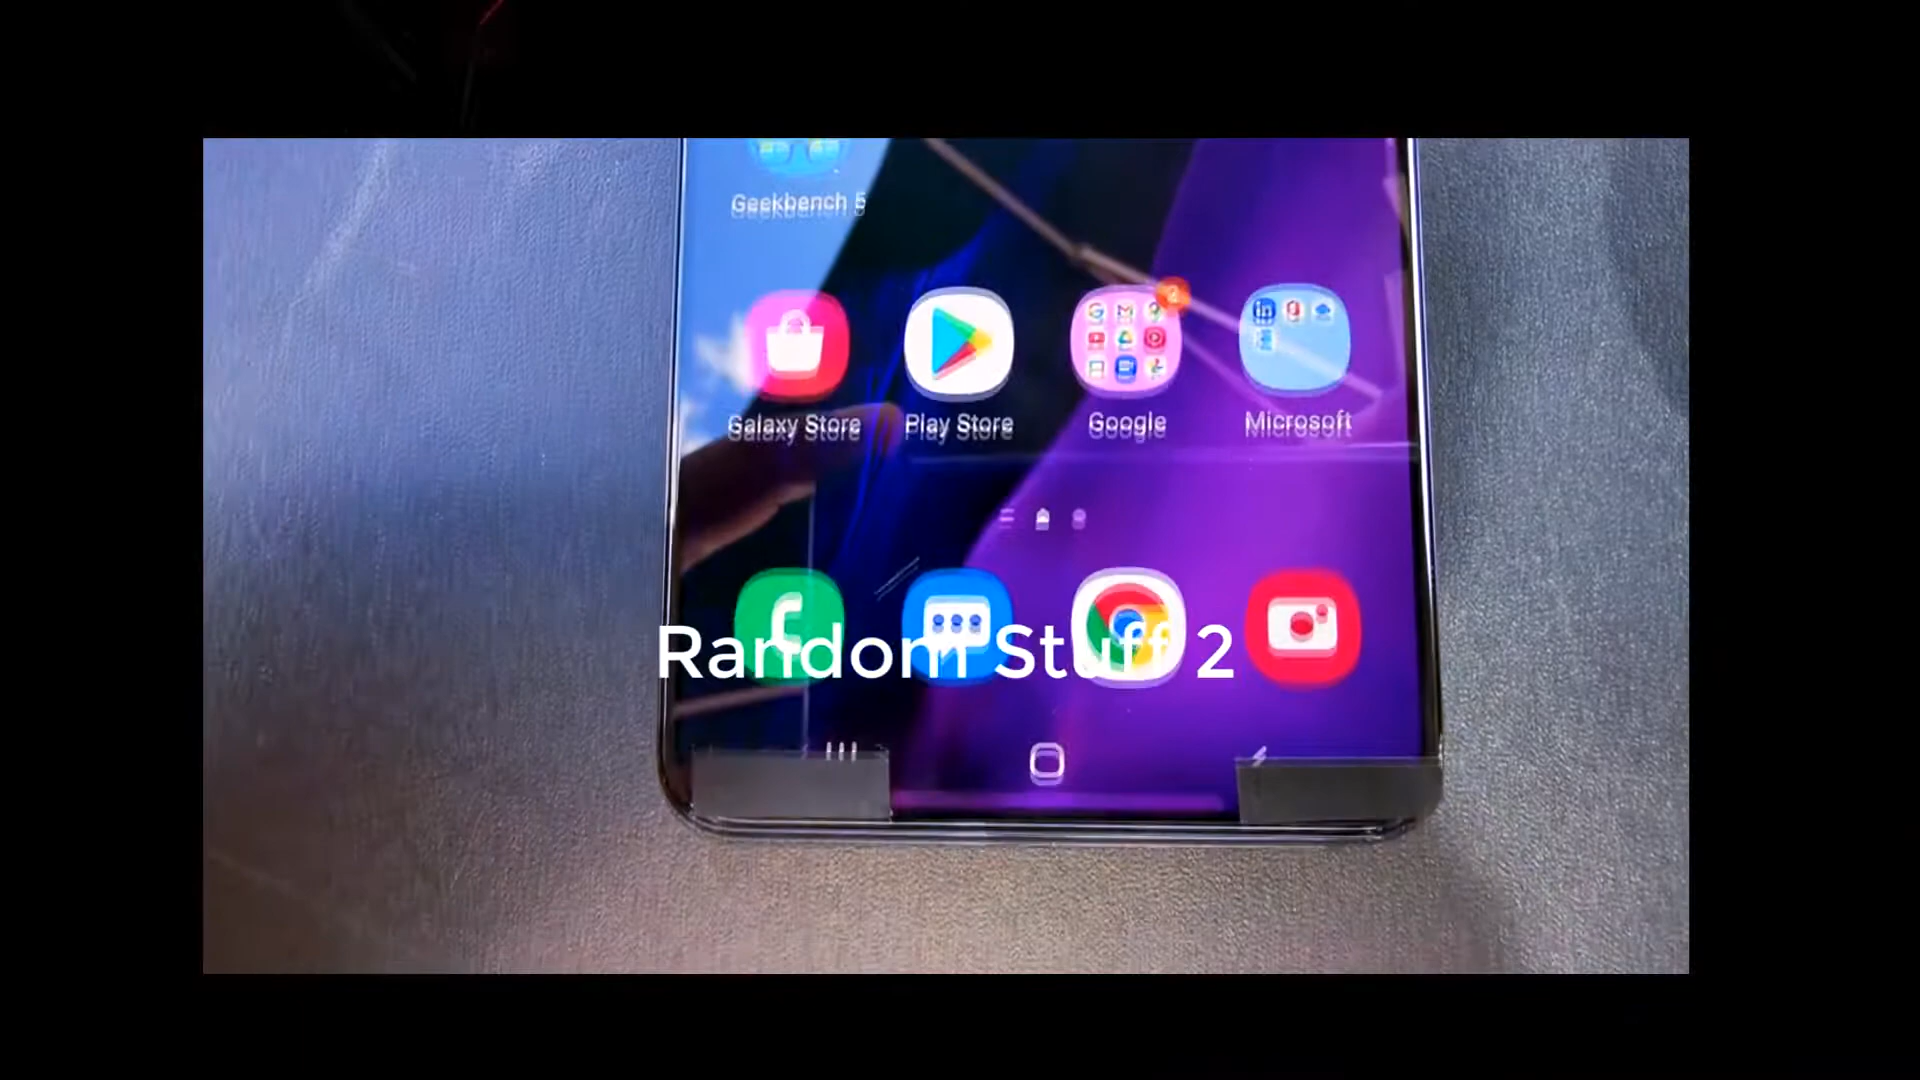 Geekbench 5
Galaxy Store
Play Store
Google
Microsoft
Random Stuff 2